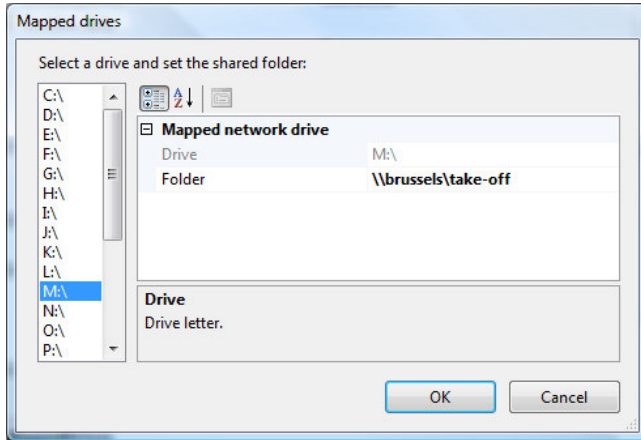 Mapped drives
Select a drive and set the shared folder:
C:\
D:\
E:\
F:\
G:\
H:\
I:\
J:\
K:\
L:\
M:\
N:\
O:\
P:\
Mapped network drive
Drive M:\
Folder \\brussels\take-off
Drive
Drive letter.
OK Cancel